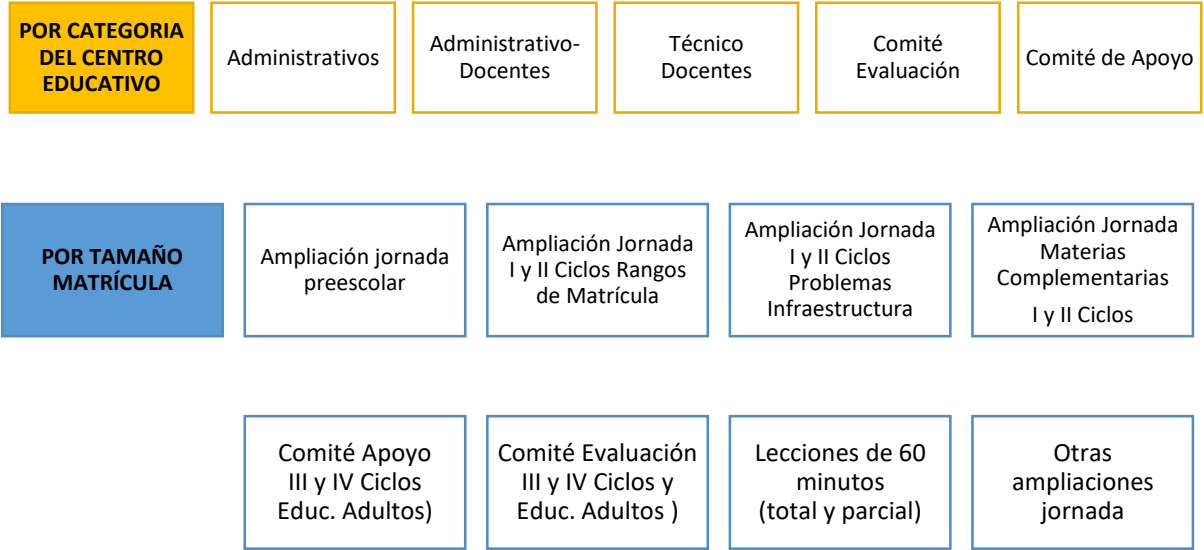 POR CATEGORIA
DEL CENTRO
EDUCATIVO
Administrativos
Administrativo-
Docentes
Técnico
Docentes
Comité
Evaluación
Comité de Apoyo
POR TAMAÑO
MATRÍCULA
Ampliación jornada
preescolar
Ampliación Jornada
I y II Ciclos Rangos
de Matrícula
Ampliación Jornada
I y II Ciclos
Problemas
Infraestructura
Ampliación Jornada
Materias
Complementarias
I y II Ciclos
Comité Apoyo
III y IV Ciclos
Educ. Adultos)
Comité Evaluación
III y IV Ciclos y
Educ. Adultos )
Lecciones de 60
minutos
(total y parcial)
Otras
ampliaciones
jornada